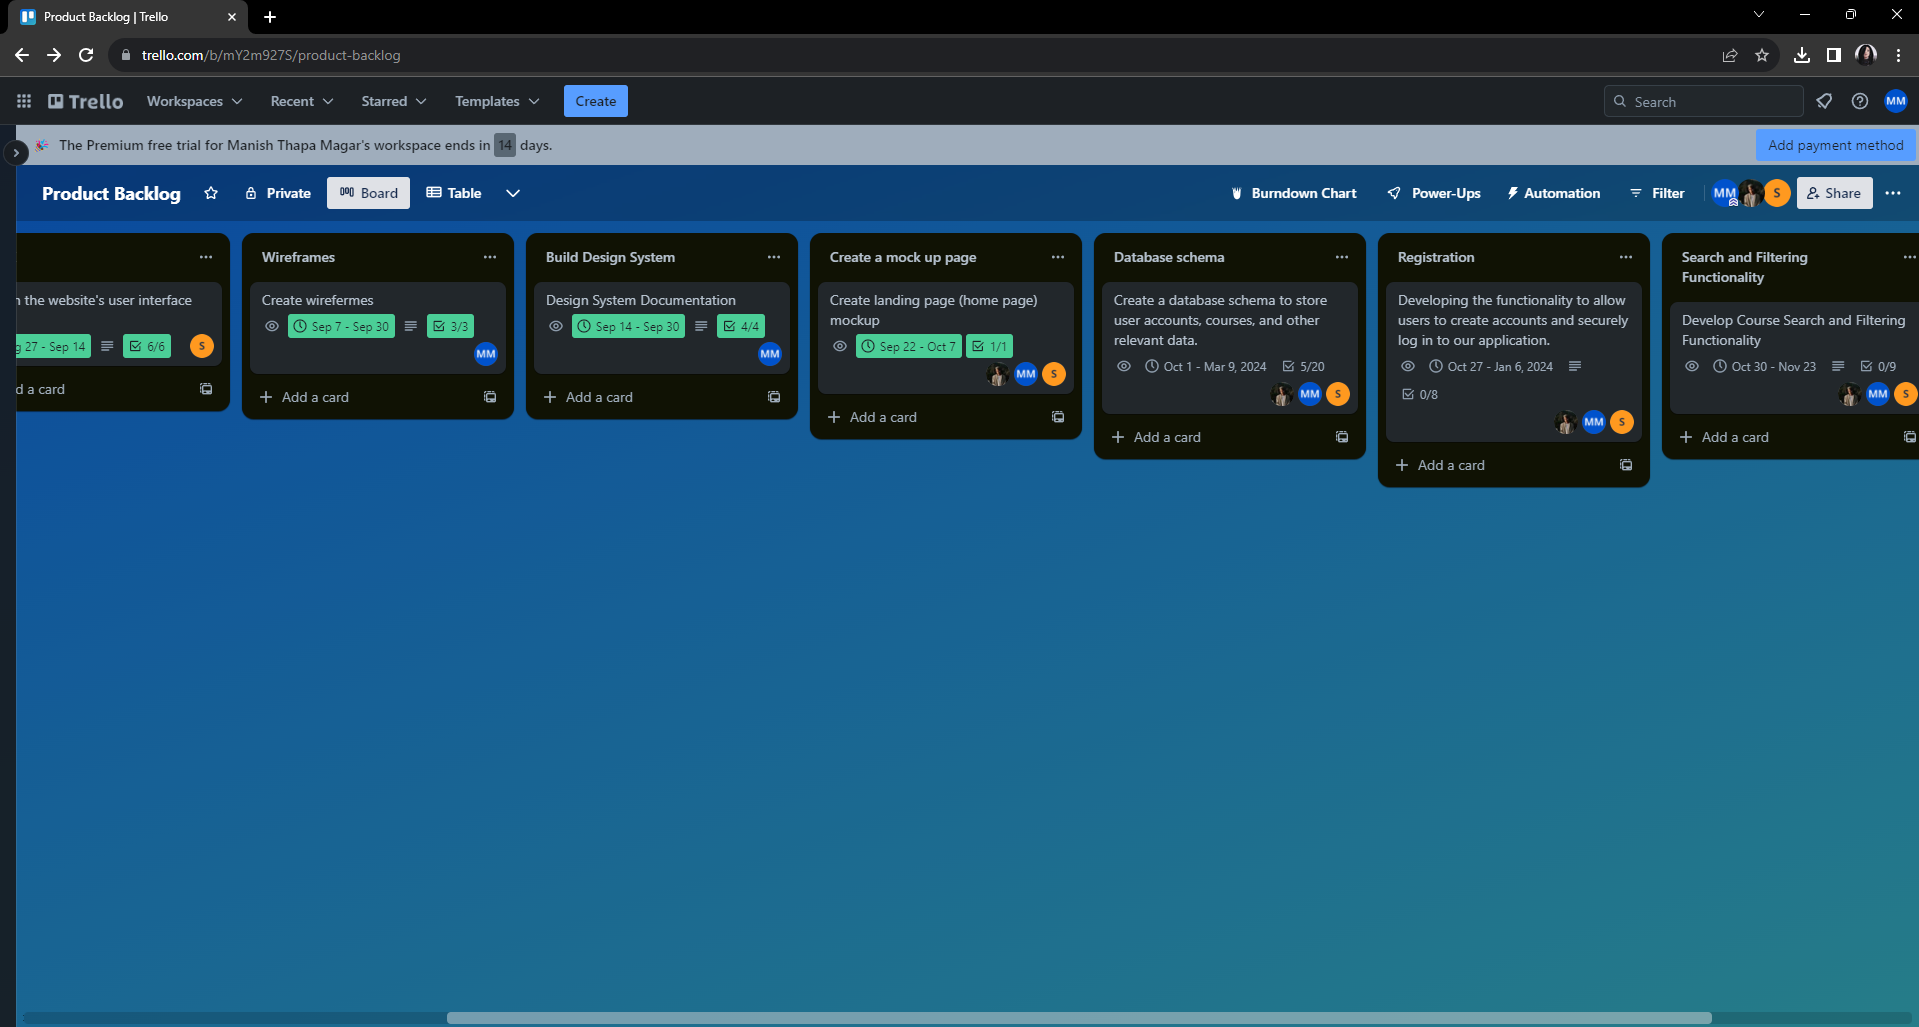 Product Backlog | Trello
trello.com/b/mY2m927S/product-backlog
Trello Workspaces Recent Starred Templates Create Search MM
The Premium free trial for Manish Thapa Magar's workspace ends in 14 days. Add payment method
Product Backlog Private Board Table Burndown Chart Power-Ups Automation Filter MM S Share
n the website's user interface
g 27 - Sep 14 6/6 S
d a card
Wireframes
Create wirefermes
Sep 7 - Sep 30 3/3
MM
Add a card
Build Design System
Design System Documentation
Sep 14 - Sep 30 4/4
MM
Add a card
Create a mock up page
Create landing page (home page)
mockup
Sep 22 - Oct 7 1/1
MM S
Add a card
Database schema
Create a database schema to store
user accounts, courses, and other
relevant data.
Oct 1 - Mar 9, 2024 5/20
MM S
Add a card
Registration
Developing the functionality to allow
users to create accounts and securely
log in to our application.
Oct 27 - Jan 6, 2024
0/8
MM S
Add a card
Search and Filtering
Functionality
Develop Course Search and Filtering
Functionality
Oct 30 - Nov 23 0/9
MM S
Add a card